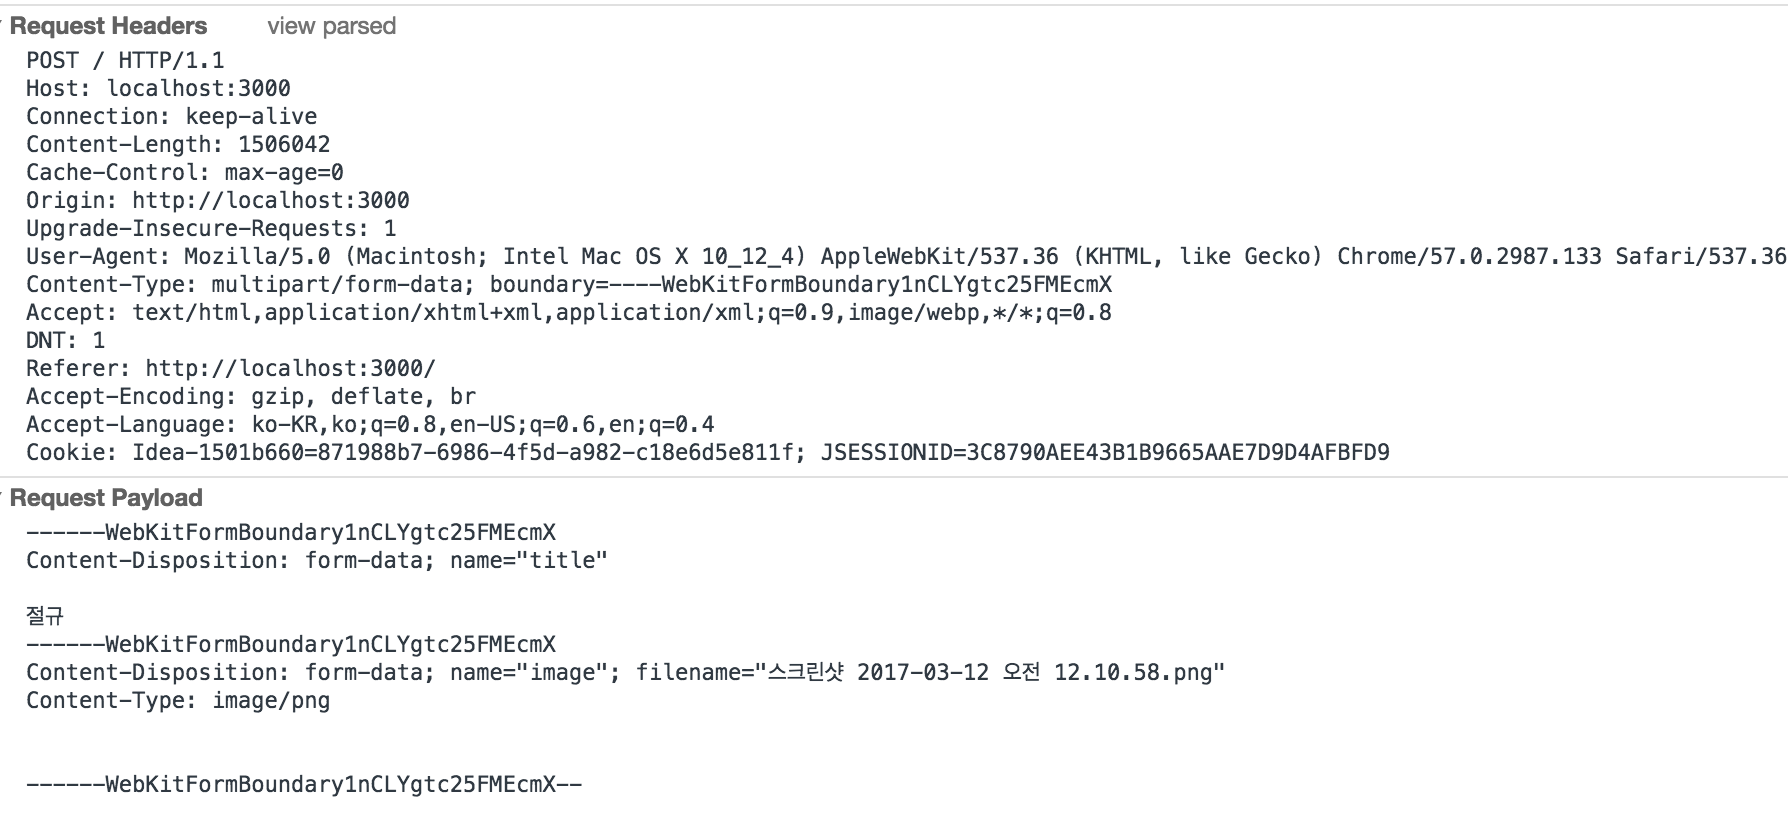 Request Headers view parsed
POST / HTTP/1.1
Host: localhost:3000
Connection: keep-alive
Content-Length: 1506042
Cache-Control: max-age=0
Origin: http://localhost:3000
Upgrade-Insecure-Requests: 1
User-Agent: Mozilla/5.0 (Macintosh; Intel Mac OS X 10_12_4) AppleWebKit/537.36 (KHTML, like Gecko) Chrome/57.0.2987.133 Safari/537.36
Content-Type: multipart/form-data; boundary=----WebKitFormBoundary1nCLYgtc25FMEcmX
Accept: text/html,application/xhtml+xml,application/xml;q=0.9,image/webp,*/*;q=0.8
DNT: 1
Referer: http://localhost:3000/
Accept-Encoding: gzip, deflate, br
Accept-Language: ko-KR,ko;q=0.8,en-US;q=0.6,en;q=0.4
Cookie: Idea-1501b660=871988b7-6986-4f5d-a982-c18e6d5e811f; JSESSIONID=3C8790AEE43B1B9665AAE7D9D4AFBFD9
Request Payload
------WebKitFormBoundary1nCLYgtc25FMEcmX
Content-Disposition: form-data; name="title"
절규
------WebKitFormBoundary1nCLYgtc25FMEcmX
Content-Disposition: form-data; name="image"; filename="스크린샷 2017-03-12 오전 12.10.58.png"
Content-Type: image/png
------WebKitFormBoundary1nCLYgtc25FMEcmX--